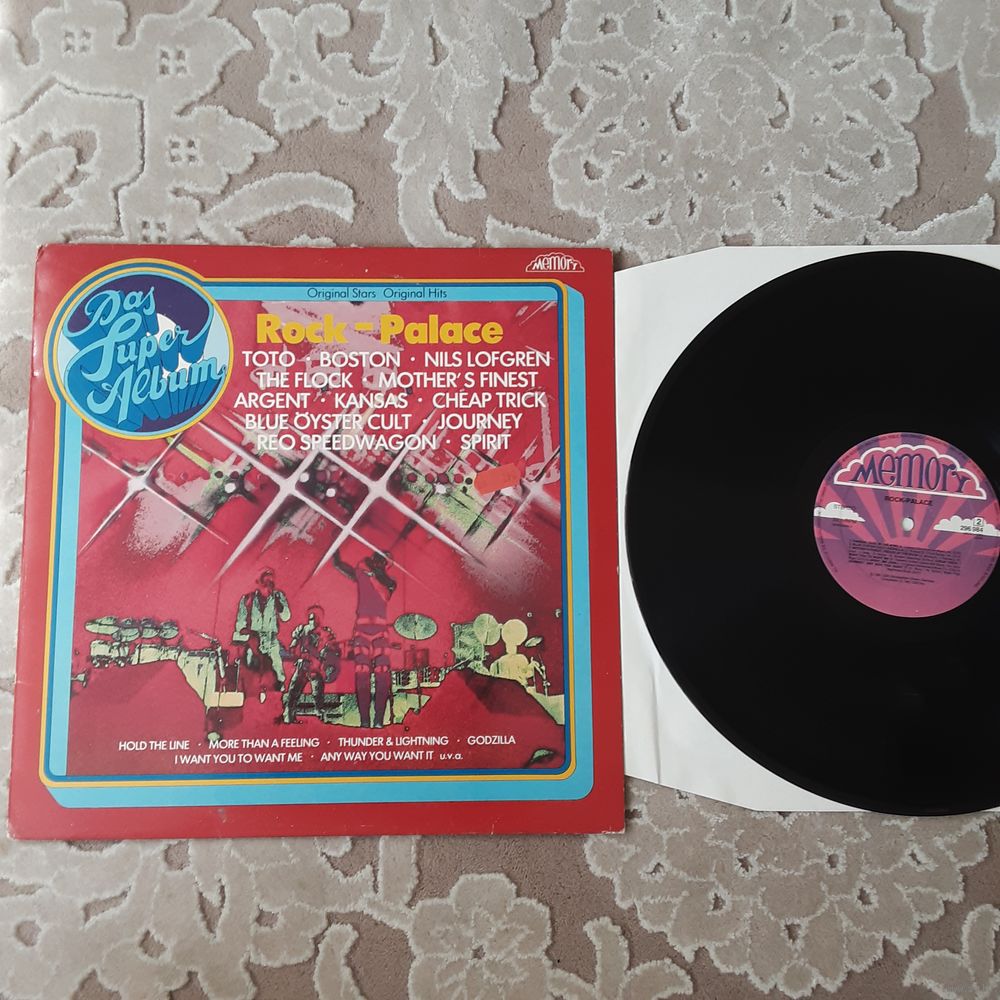 Memory
Original Stars Original Hits
Das
Super
Album
Rock-Palace
TOTO · BOSTON · NILS LOFGREN
THE FLOCK · MOTHER'S FINEST
ARGENT · KANSAS · CHEAP TRICK
BLUE ÖYSTER CULT · JOURNEY
REO SPEEDWAGON · SPIRIT
HOLD THE LINE · MORE THAN A FEELING · THUNDER & LIGHTNING · GODZILLA
I WANT YOU TO WANT ME · ANY WAY YOU WANT IT u.v.a.
Memory
ROCK-PALACE
2
296 984